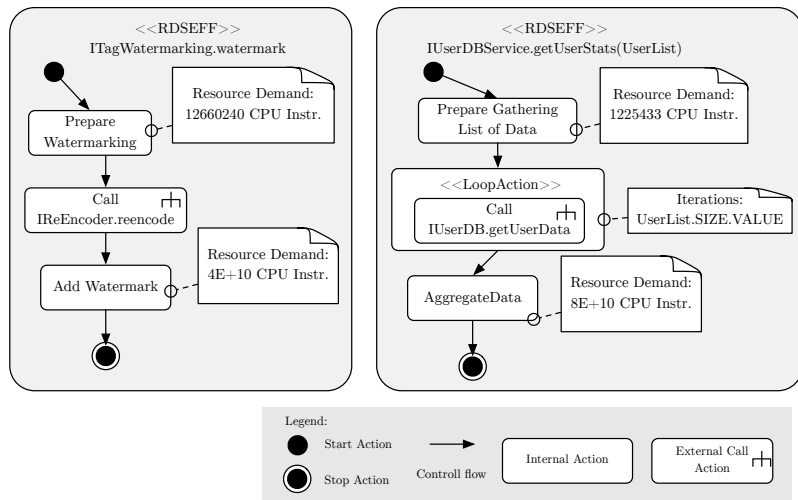 <<RDSEFF>>
ITagWatermarking.watermark
Resource Demand:
12660240 CPU Instr.
Prepare
Watermarking
Call
IReEncoder.reencode
Resource Demand:
4E+10 CPU Instr.
Add Watermark
<<RDSEFF>>
IUserDBService.getUserStats(UserList)
Resource Demand:
1225433 CPU Instr.
Prepare Gathering
List of Data
<<LoopAction>>
Call
IUserDB.getUserData
Iterations:
UserList.SIZE.VALUE
Resource Demand:
8E+10 CPU Instr.
AggregateData
Legend:
Start Action
Stop Action
Controll flow
Internal Action
External Call
Action